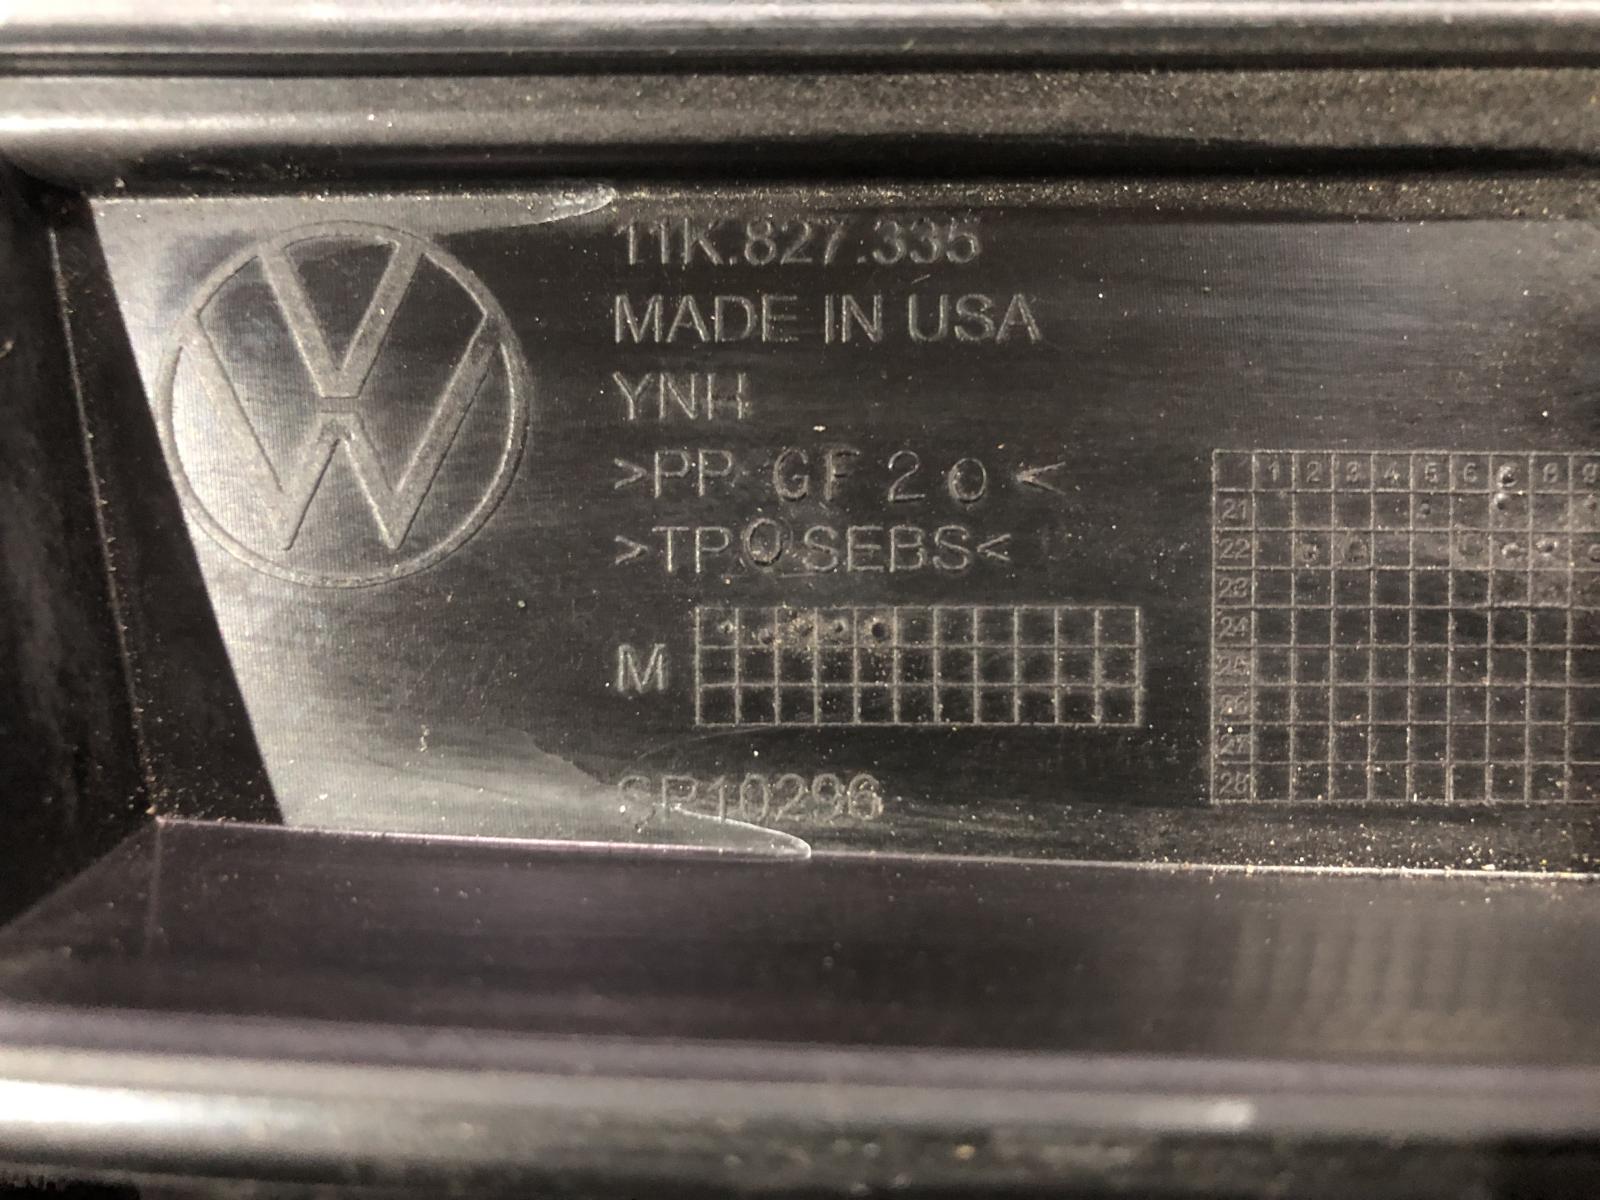 11K.827.335
MADE IN USA
YNH
>PP GF 20<
>TPO SEBS<
M
SP10296
1 2 3 4 5 6 8 9
21
22
23
24
25
26
27
28